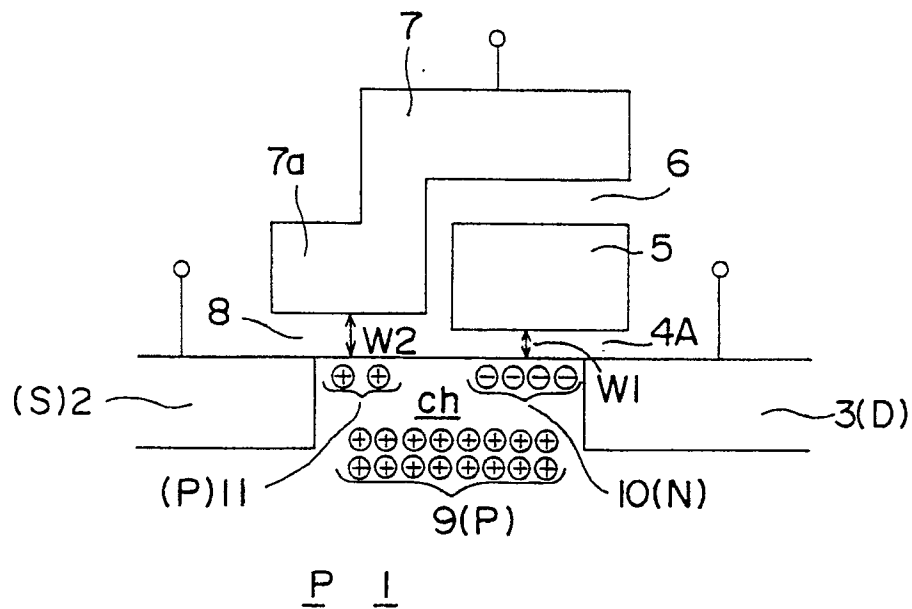 7
7a
6
5
8
W2
4A
W1
(S)2
ch
3(D)
⊕ ⊕
⊖ ⊖ ⊖ ⊖
⊕ ⊕ ⊕ ⊕ ⊕ ⊕ ⊕ ⊕
⊕ ⊕ ⊕ ⊕ ⊕ ⊕ ⊕ ⊕
(P)11
9(P)
10(N)
P 1